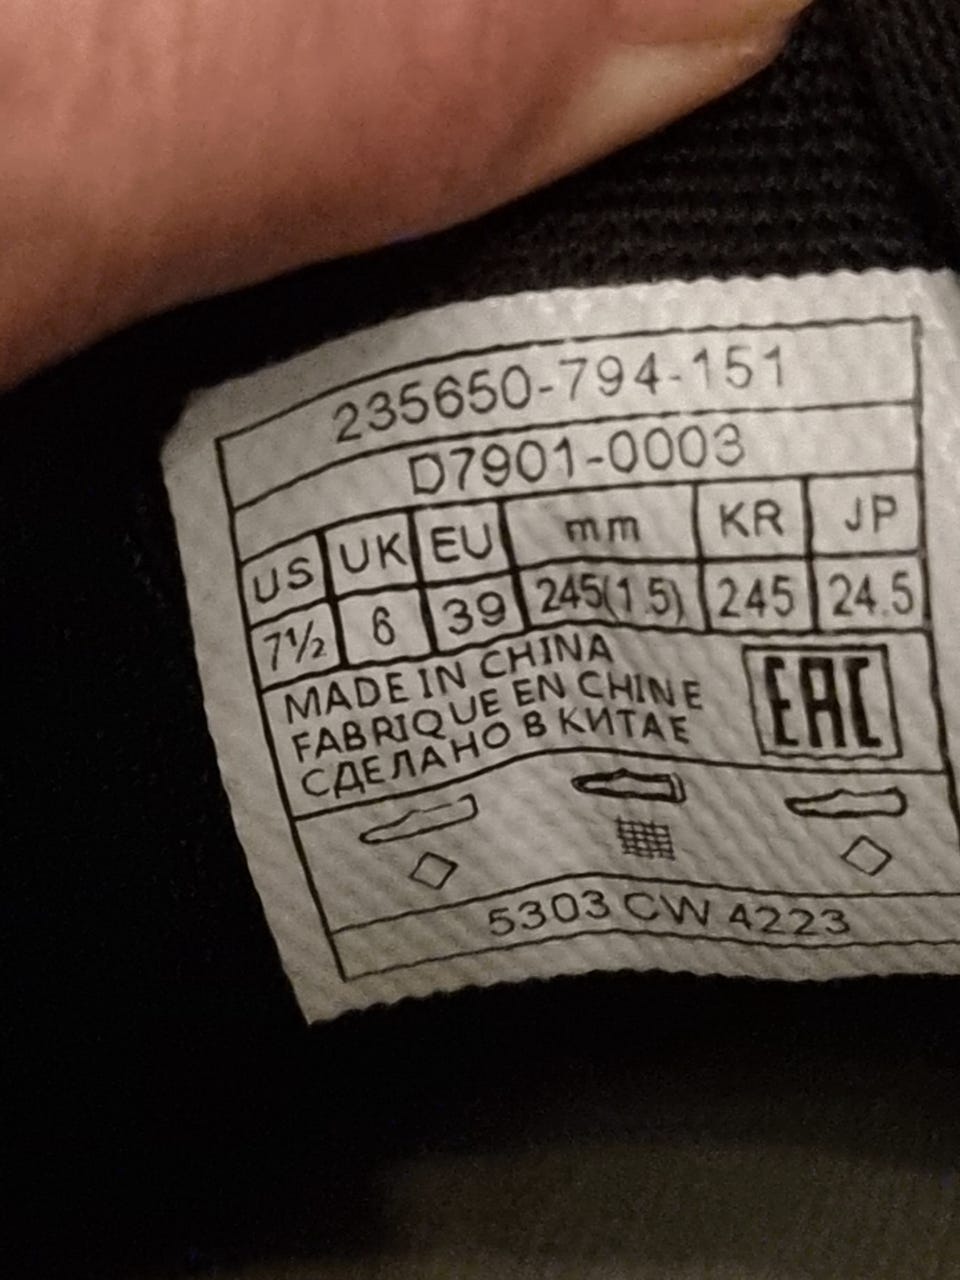 235650-794-151
D7901-0003
US UK EU mm KR JP
7½ 6 39 245(1.5) 245 24.5
MADE IN CHINA
FABRIQUE EN CHINE
СДЕЛАНО В КИТАЕ
EAC
5303 CW 4223